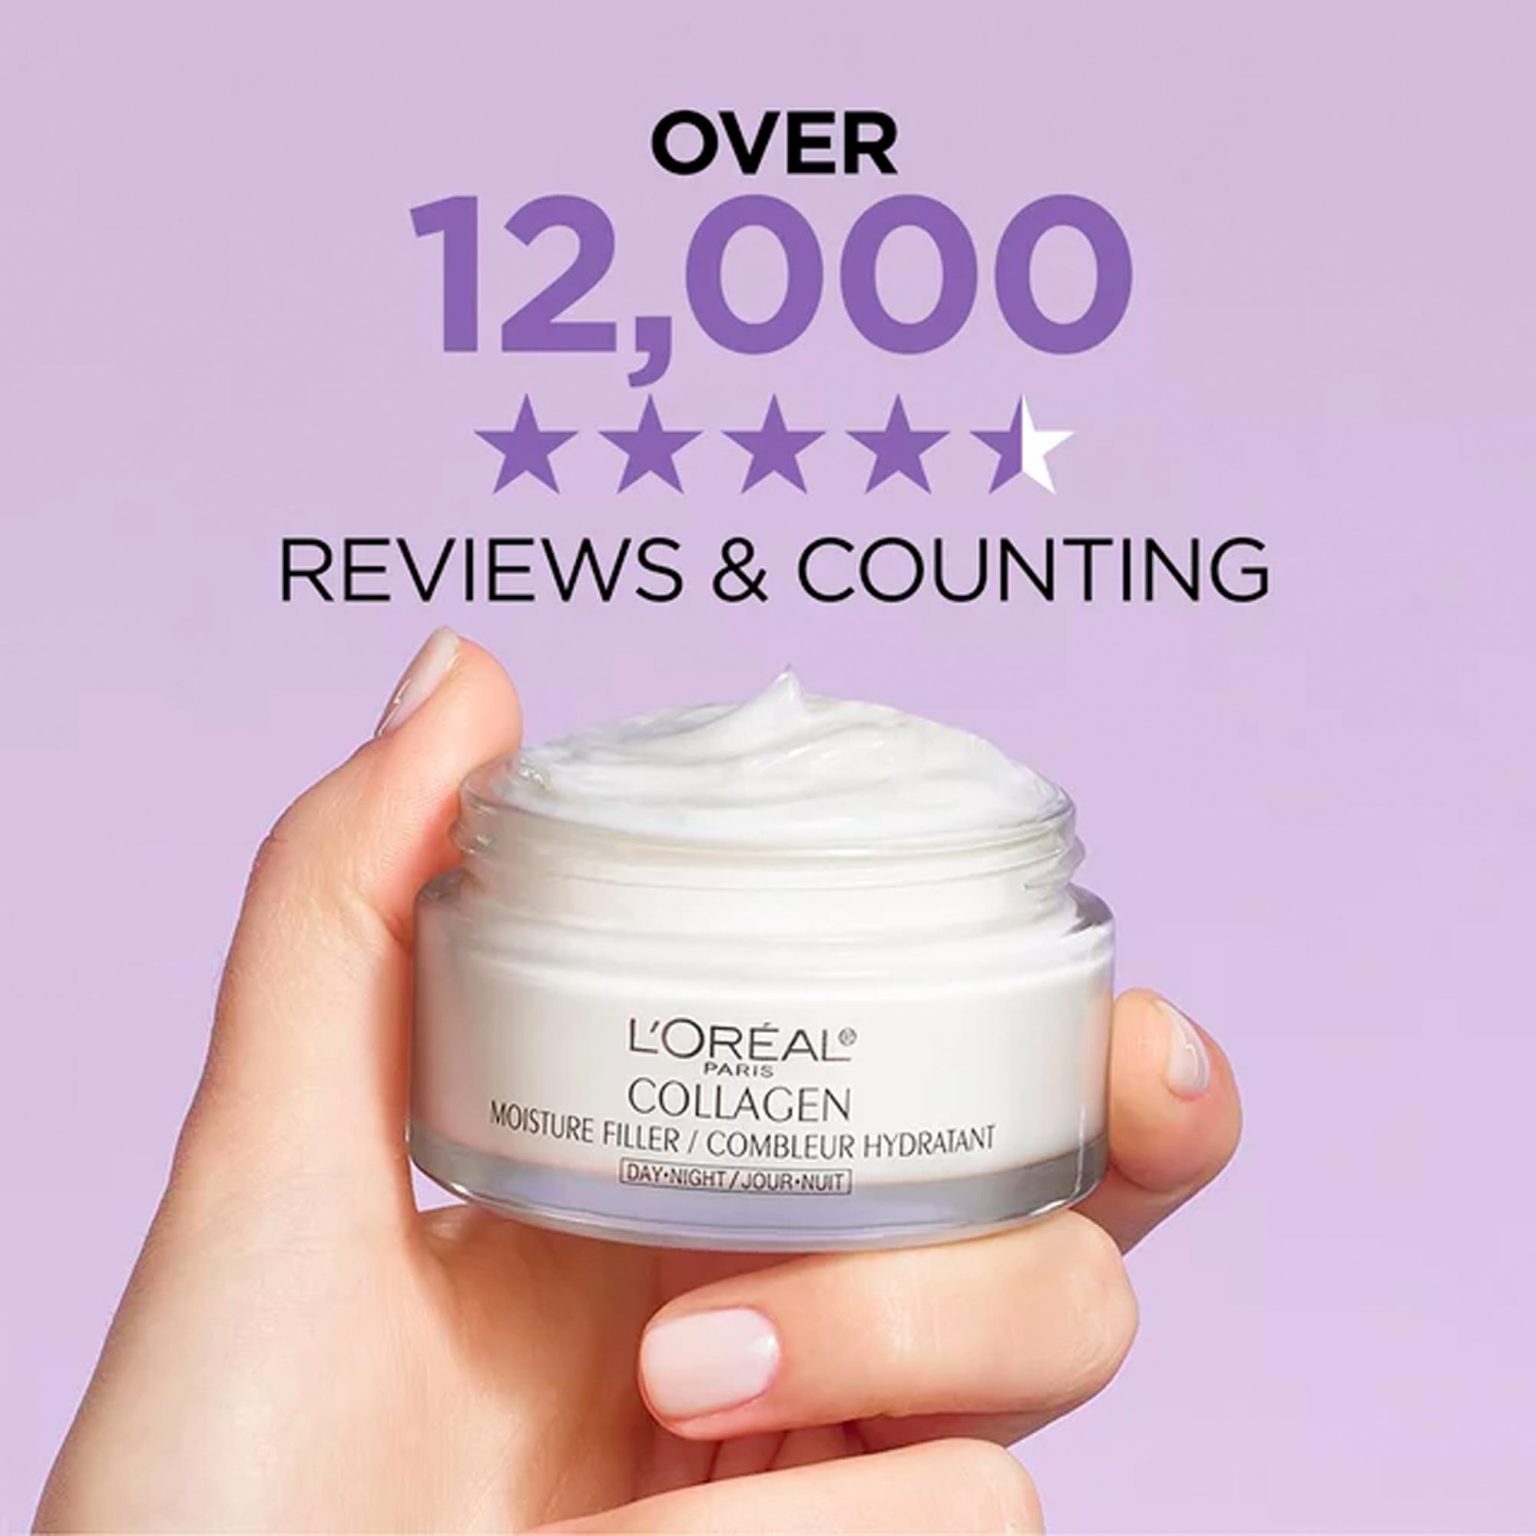 OVER
12,000
REVIEWS & COUNTING
L'ORÉAL®
PARIS
COLLAGEN
MOISTURE FILLER / COMBLEUR HYDRATANT
DAY•NIGHT/JOUR•NUIT